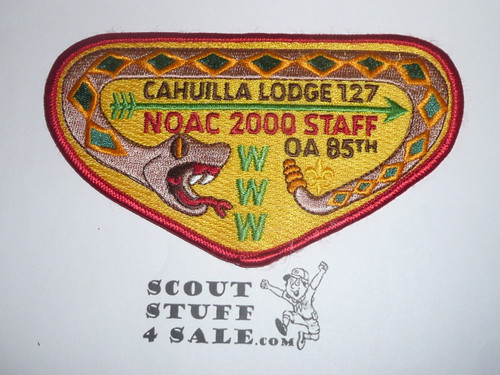 CAHUILLA LODGE 127
NOAC 2000 STAFF
OA 85TH
W
W
W
SCOUT
STUFF
4 SALE.com